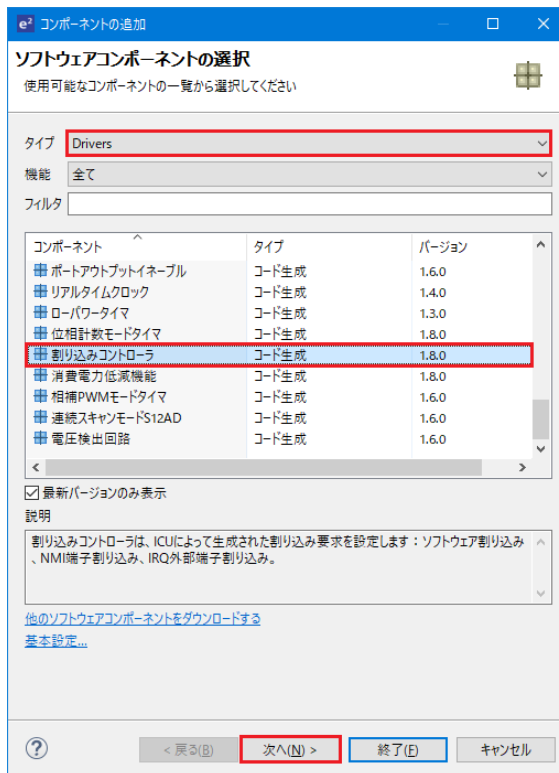 e² コンポーネントの追加
ソフトウェアコンポーネントの選択
使用可能なコンポーネントの一覧から選択してください
タイプ Drivers
機能 全て
フィルタ
コンポーネント タイプ バージョン
ポートアウトプットイネーブル コード生成 1.6.0
リアルタイムクロック コード生成 1.4.0
ローパワータイマ コード生成 1.3.0
位相計数モードタイマ コード生成 1.8.0
割り込みコントローラ コード生成 1.8.0
消費電力低減機能 コード生成 1.8.0
相補PWMモードタイマ コード生成 1.6.0
連続スキャンモードS12AD コード生成 1.6.0
電圧検出回路 コード生成 1.6.0
最新バージョンのみ表示
説明
割り込みコントローラは、ICUによって生成された割り込み要求を設定します：ソフトウェア割り込み
、NMI端子割り込み、IRQ外部端子割り込み。
他のソフトウェアコンポーネントをダウンロードする
基本設定...
? < 戻る(B) 次へ(N) > 終了(F) キャンセル